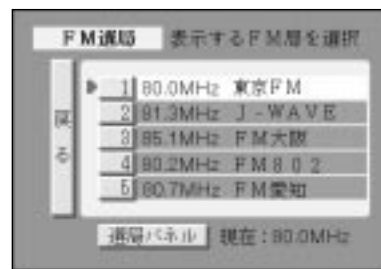 FM選局 表示するFM局を選択
戻る
1 80.0MHz 東京FM
2 81.3MHz J-WAVE
3 85.1MHz FM大阪
4 80.2MHz FM802
5 80.7MHz FM愛知
選局パネル 現在:80.0MHz